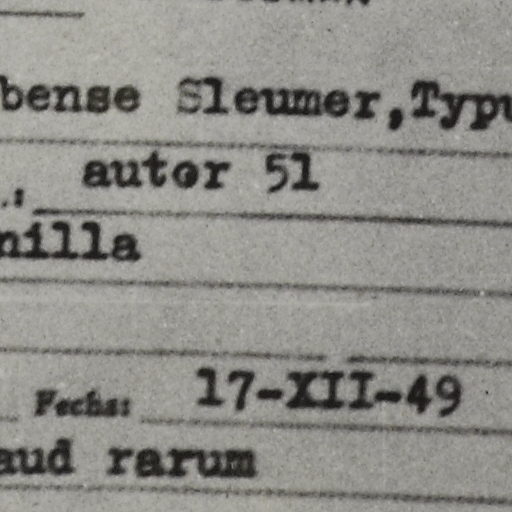 bense Sleumer, Typu
.: autor 51
nilla
Fecha: 17-XII-49
aud rarum